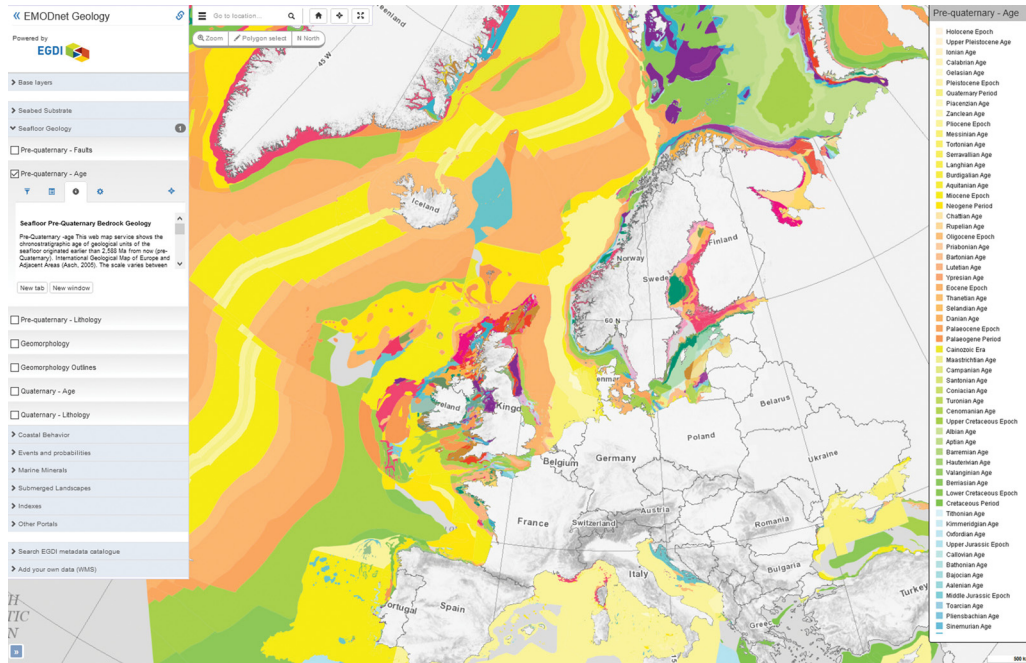 « EMODnet Geology
Powered by
EGDI
Base layers
Seabed Substrate
Seafloor Geology 1
Pre-quaternary - Faults
Pre-quaternary - Age
Seafloor Pre-Quaternary Bedrock Geology
Pre-Quaternary -age This web map service shows the
chronostratigraphic age of geological units of the
seafloor originated earlier than 2,588 Ma from now (pre-
Quaternary). International Geological Map of Europe and
Adjacent Areas (Asch, 2005). The scale varies between
New tab New window
Pre-quaternary - Lithology
Geomorphology
Geomorphology Outlines
Quaternary - Age
Quaternary - Lithology
Coastal Behavior
Events and probabilities
Marine Minerals
Submerged Landscapes
Indexes
Other Portals
Search EGDI metadata catalogue
Add your own data (WMS)
Go to location...
Zoom Polygon select N North
45 W
eenland
Iceland
Norway
Swede
Finland
60 N
enmar
Ireland
Kingd
Belarus
Poland
Germany
Belgium
Ukraine
France
Switzerland
Austria
Romania
Bulgaria
Italy
Spain
ortugal
Greec
Turkey
H
TIC
N
500 k
Pre-quaternary - Age
Holocene Epoch
Upper Pleistocene Age
Ionian Age
Calabrian Age
Gelasian Age
Pleistocene Epoch
Quaternary Period
Piacenzian Age
Zanclean Age
Pliocene Epoch
Messinian Age
Tortonian Age
Serravallian Age
Langhian Age
Burdigalian Age
Aquitanian Age
Miocene Epoch
Neogene Period
Chattian Age
Rupelian Age
Oligocene Epoch
Priabonian Age
Bartonian Age
Lutetian Age
Ypresian Age
Eocene Epoch
Thanetian Age
Selandian Age
Danian Age
Palaeocene Epoch
Palaeogene Period
Cainozoic Era
Maastrichtian Age
Campanian Age
Santonian Age
Coniacian Age
Turonian Age
Cenomanian Age
Upper Cretaceous Epoch
Albian Age
Aptian Age
Barremian Age
Hauterivian Age
Valanginian Age
Berriasian Age
Lower Cretaceous Epoch
Cretaceous Period
Tithonian Age
Kimmeridgian Age
Oxfordian Age
Upper Jurassic Epoch
Callovian Age
Bathonian Age
Bajocian Age
Aalenian Age
Middle Jurassic Epoch
Toarcian Age
Pliensbachian Age
Sinemurian Age